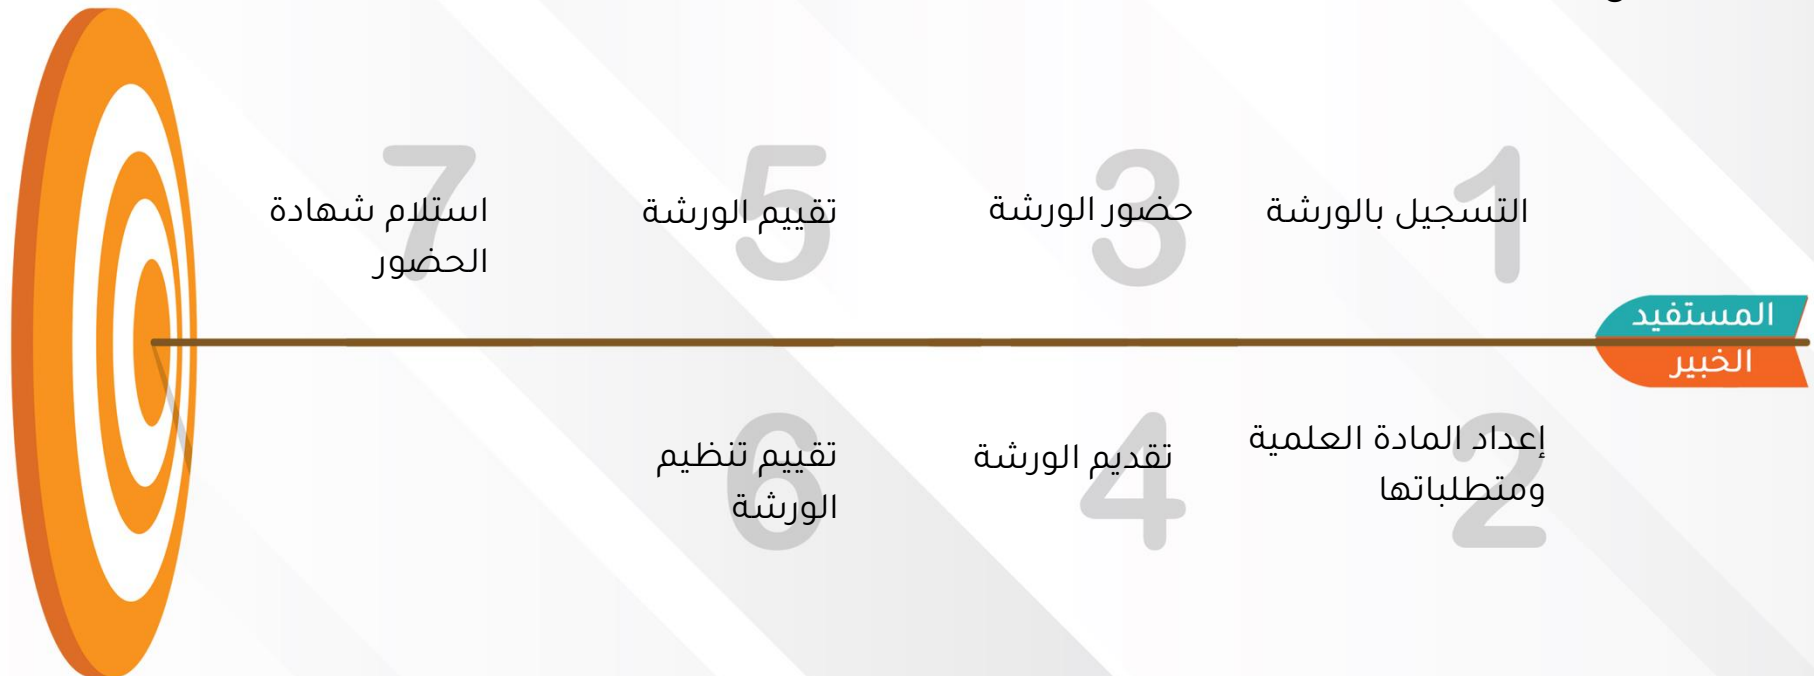 1
التسجيل بالورشة
3
حضور الورشة
5
تقييم الورشة
7
استلام شهادة
الحضور
المستفيد
الخبير
2
إعداد المادة العلمية
ومتطلباتها
4
تقديم الورشة
6
تقييم تنظيم
الورشة